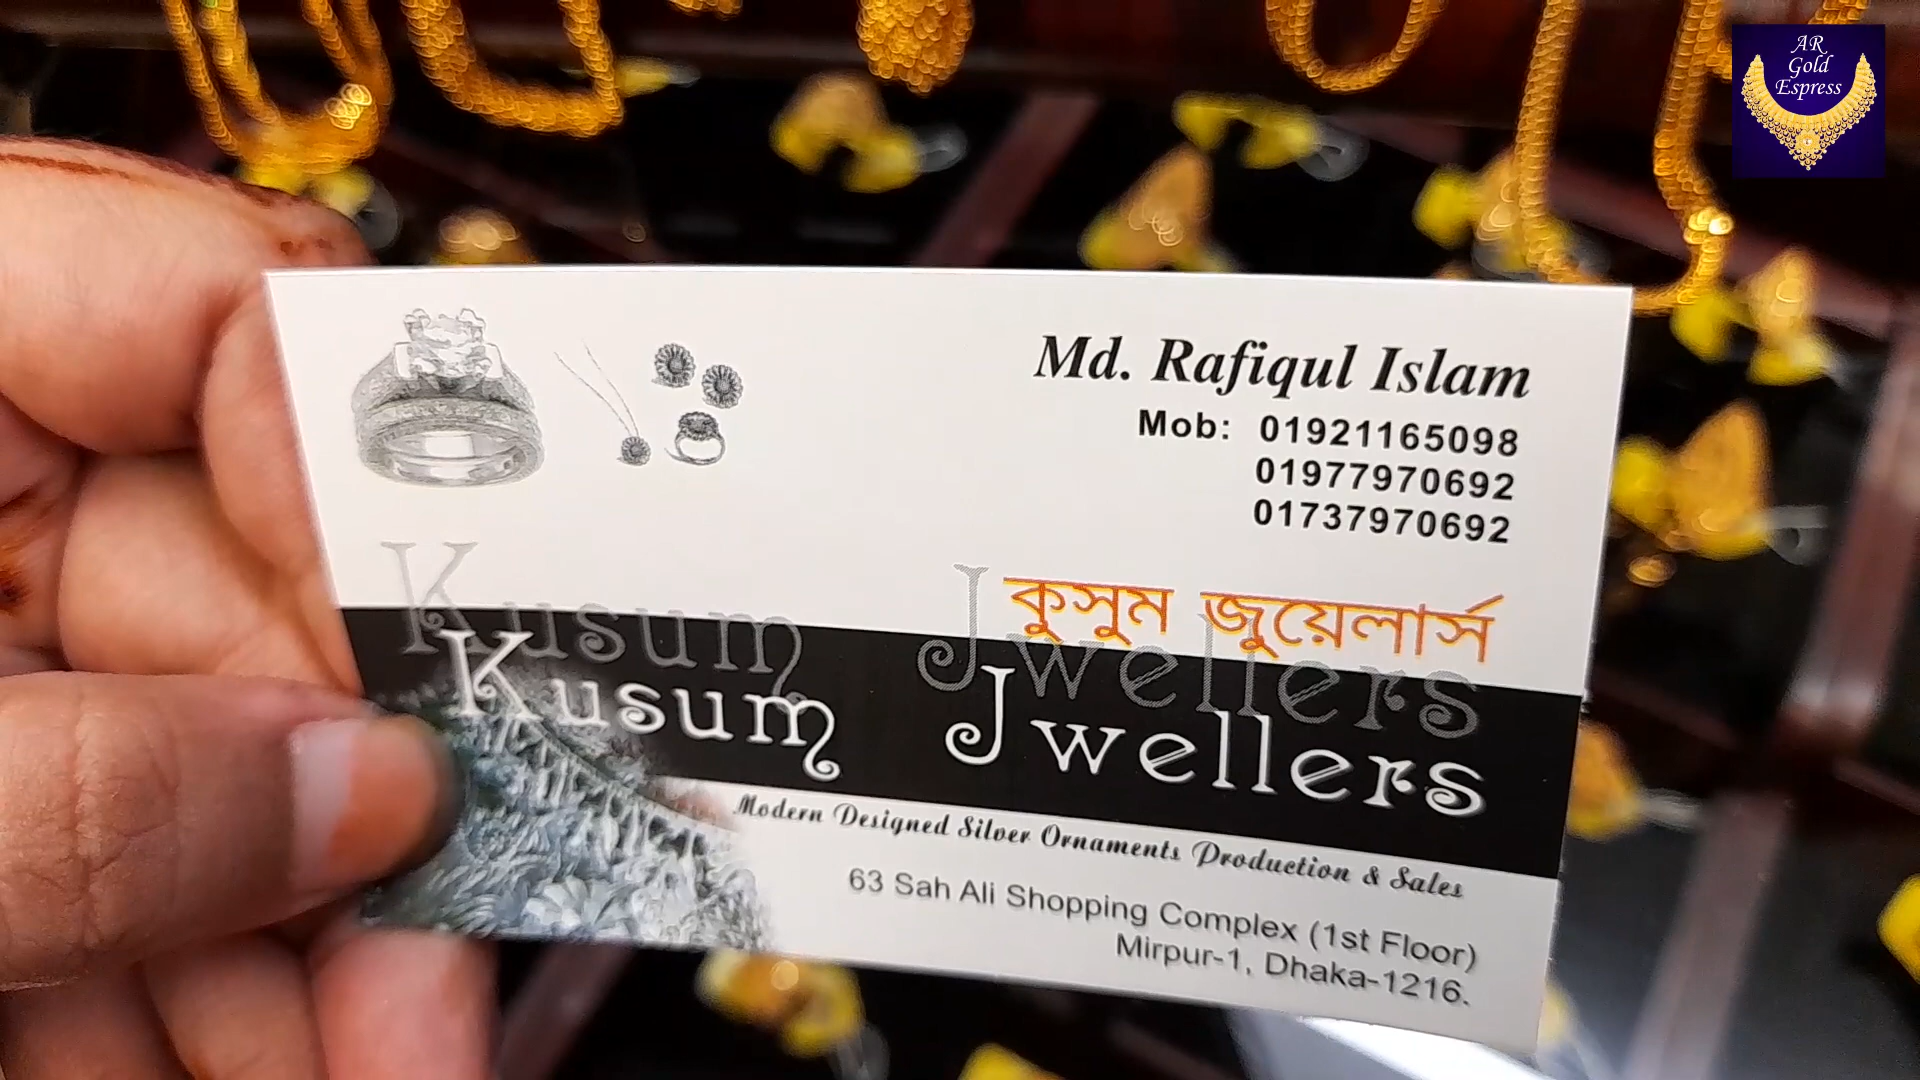 AR
Gold
Espress
Md. Rafiqul Islam
Mob: 01921165098
01977970692
01737970692
কুসুম জুয়েলার্স
Kusum Jwellers
Kusum Jwellers
Modern Designed Silver Ornaments Production & Sales
63 Sah Ali Shopping Complex (1st Floor)
Mirpur-1, Dhaka-1216.